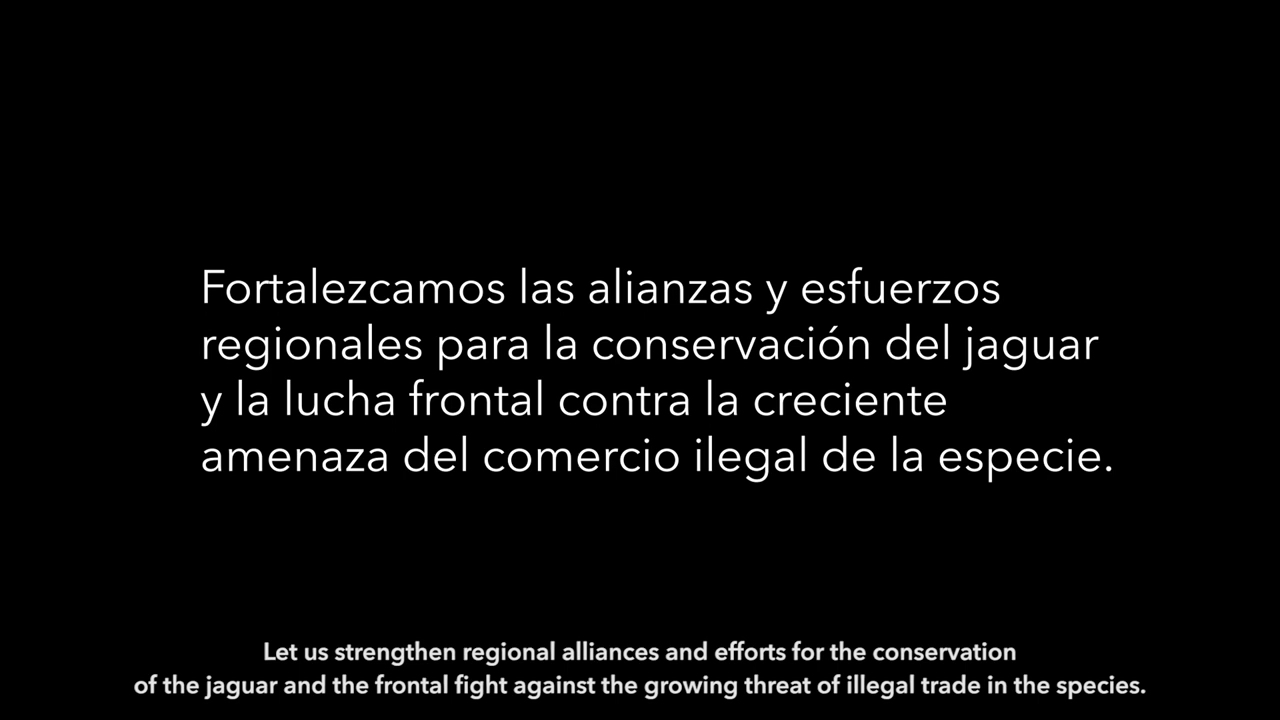 Fortalezcamos las alianzas y esfuerzos
regionales para la conservación del jaguar
y la lucha frontal contra la creciente
amenaza del comercio ilegal de la especie.
Let us strengthen regional alliances and efforts for the conservation
of the jaguar and the frontal fight against the growing threat of illegal trade in the species.